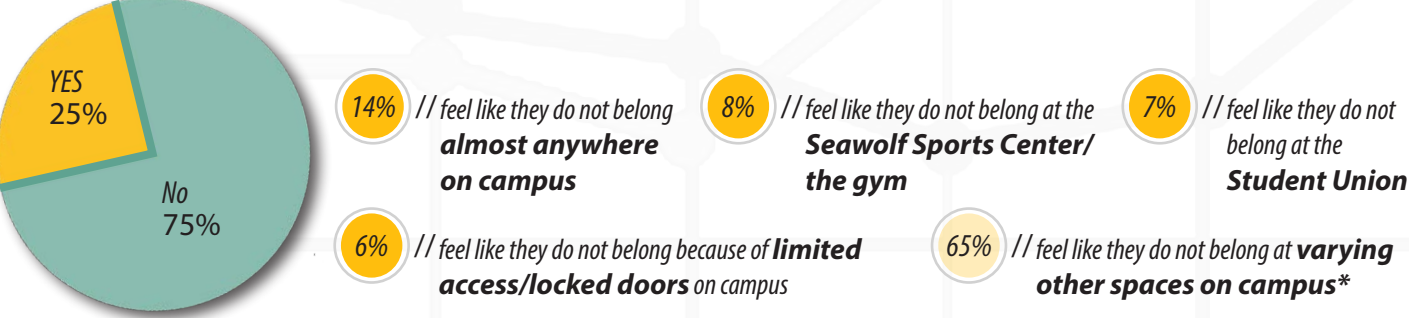 YES
25%
No
75%
14% // feel like they do not belong
almost anywhere
on campus
8% // feel like they do not belong at the
Seawolf Sports Center/
the gym
7% // feel like they do not
belong at the
Student Union
6% // feel like they do not belong because of limited
access/locked doors on campus
65% // feel like they do not belong at varying
other spaces on campus*